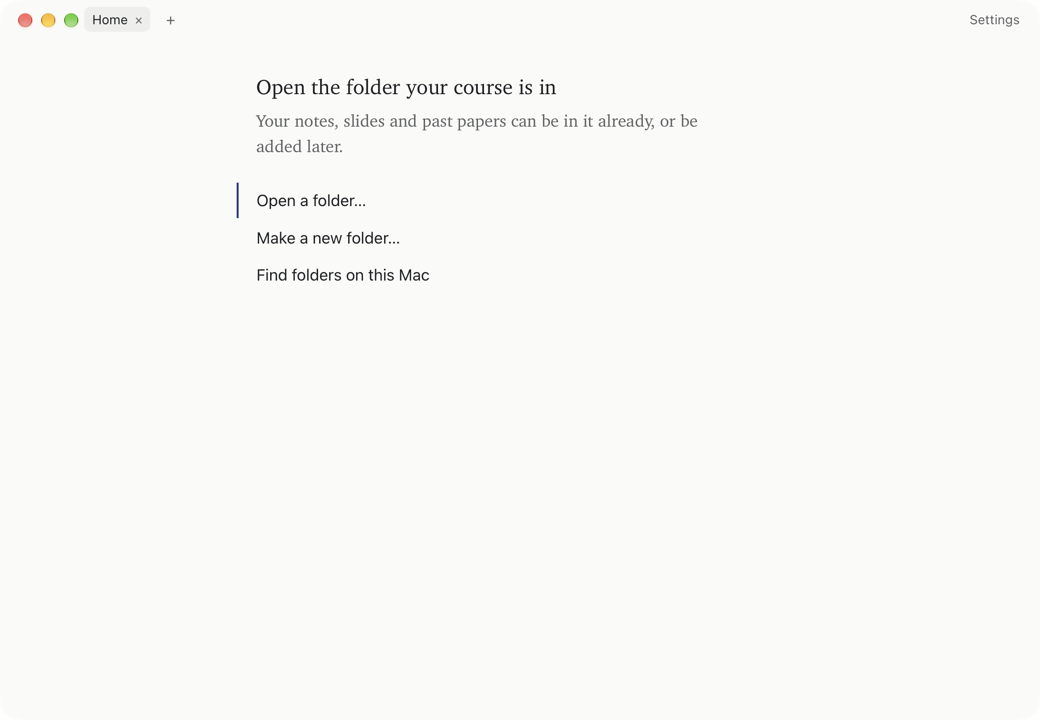 Home × +
Settings
Open the folder your course is in
Your notes, slides and past papers can be in it already, or be
added later.
Open a folder...
Make a new folder...
Find folders on this Mac